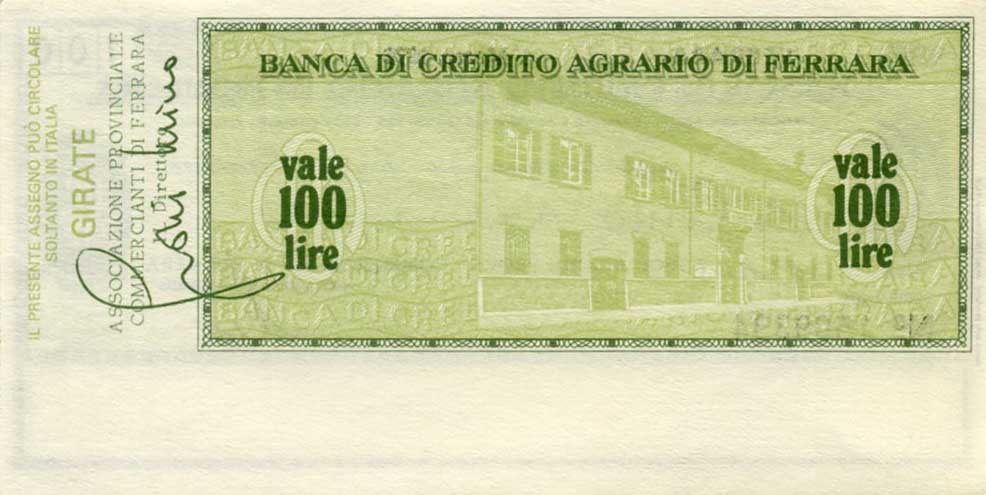 IL PRESENTE ASSEGNO PUÒ CIRCOLARE
SOLTANTO IN ITALIA
GIRATE
ASSOCIAZIONE PROVINCIALE
COMMERCIANTI DI FERRARA
BANCA DI CREDITO AGRARIO DI FERRARA
vale
100
lire
vale
100
lire